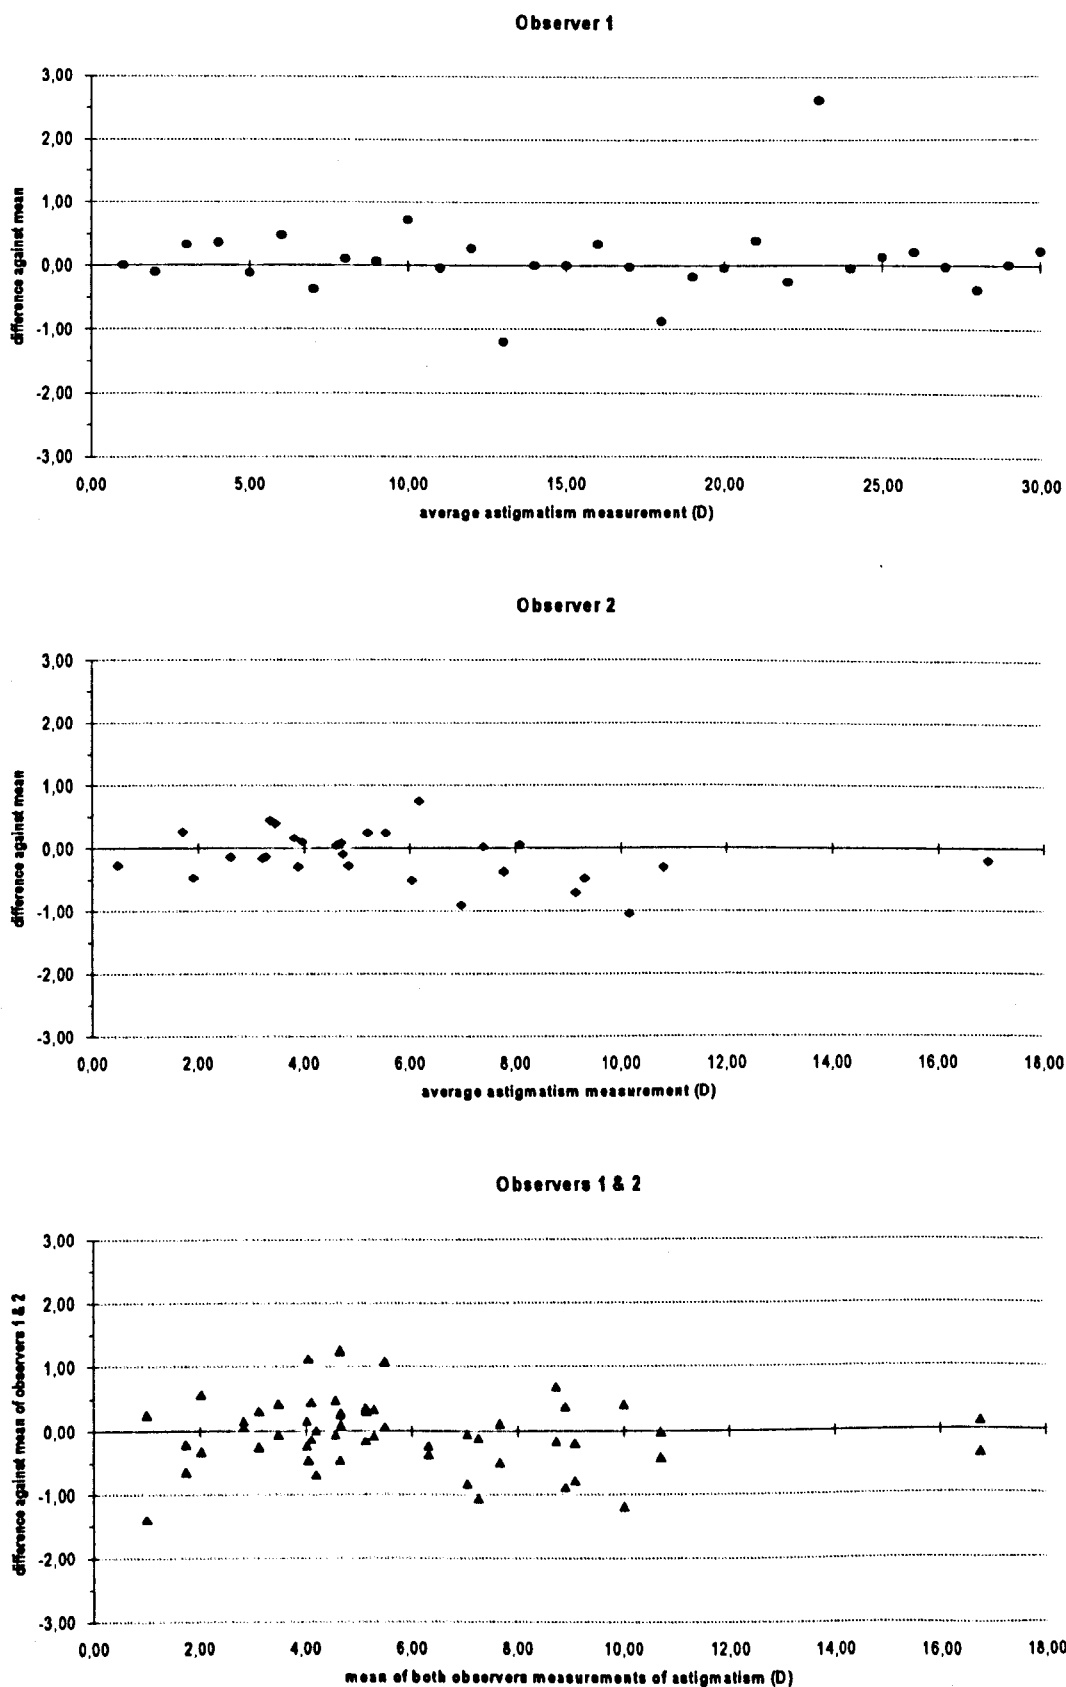 Observer 1
3,00
2,00
1,00
0,00
-1,00
-2,00
-3,00
difference against mean
0,00 5,00 10,00 15,00 20,00 25,00 30,00
average astigmatism measurement (D)
Observer 2
3,00
2,00
1,00
0,00
-1,00
-2,00
-3,00
difference against mean
0,00 2,00 4,00 6,00 8,00 10,00 12,00 14,00 16,00 18,00
average astigmatism measurement (D)
Observers 1 & 2
3,00
2,00
1,00
0,00
-1,00
-2,00
-3,00
difference against mean of observers 1 & 2
0,00 2,00 4,00 6,00 8,00 10,00 12,00 14,00 16,00 18,00
mean of both observers measurements of astigmatism (D)